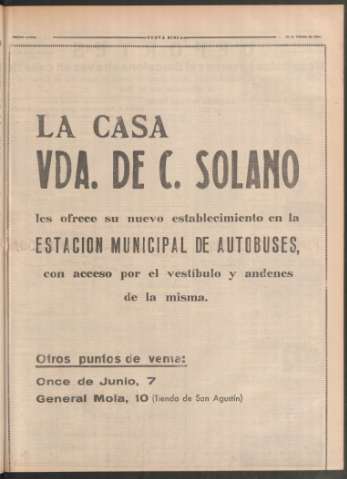 NUEVA RIOJA
LA CASA
VDA. DE C. SOLANO
les ofrece su nuevo establecimiento en la
ESTACION MUNICIPAL DE AUTOBUSES,
con acceso por el vestíbulo y andenes
de la misma.
Otros puntos de venta:
Once de Junio, 7
General Mola, 10 (Tienda de San Agustín)